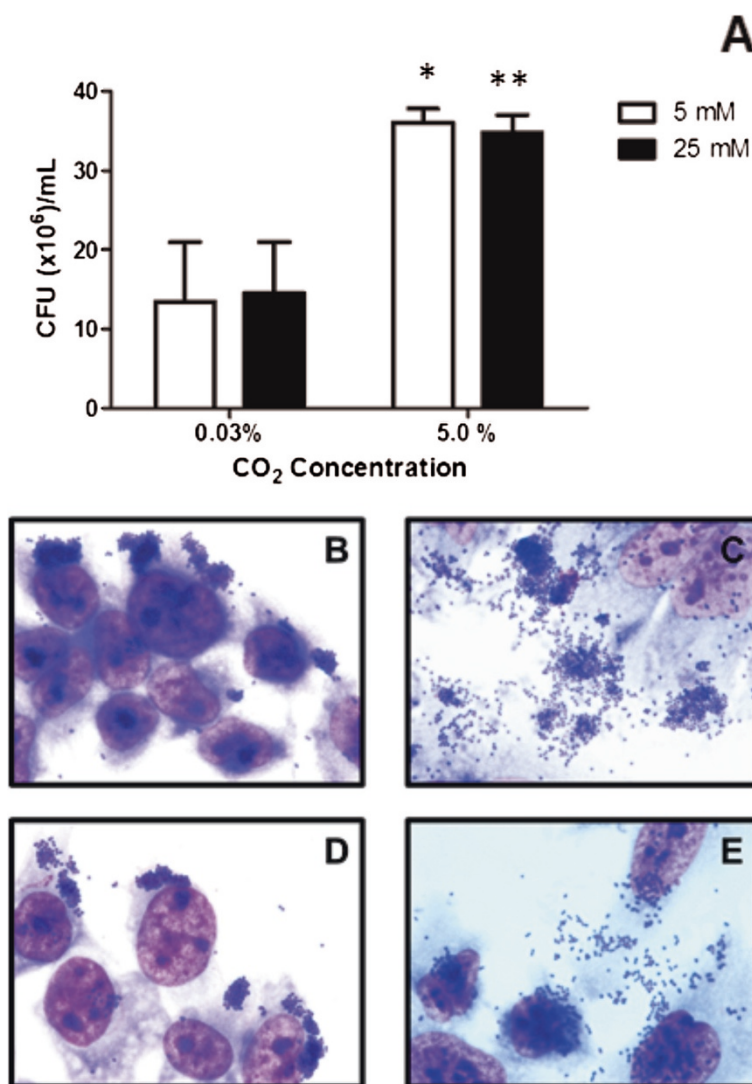 A
* **
40
30
20
10
0
CFU (x10⁶)/mL
5 mM
25 mM
0.03% 5.0 %
CO₂ Concentration
B
C
D
E